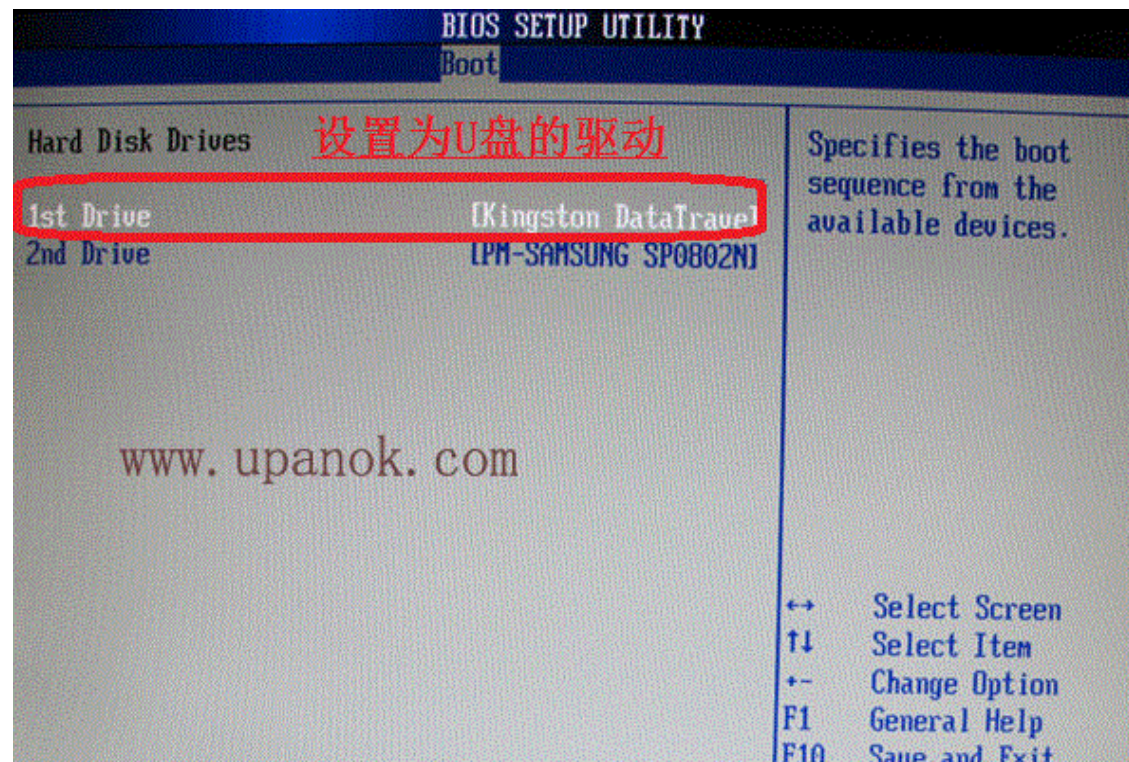 BIOS SETUP UTILITY
Boot
Hard Disk Drives 设置为U盘的驱动
1st Drive [Kingston DataTravel
2nd Drive [PM-SAMSUNG SP0802N]
Specifies the boot
sequence from the
available devices.
www.upanok.com
←→ Select Screen
↑↓ Select Item
+- Change Option
F1 General Help
F10 Save and Exit